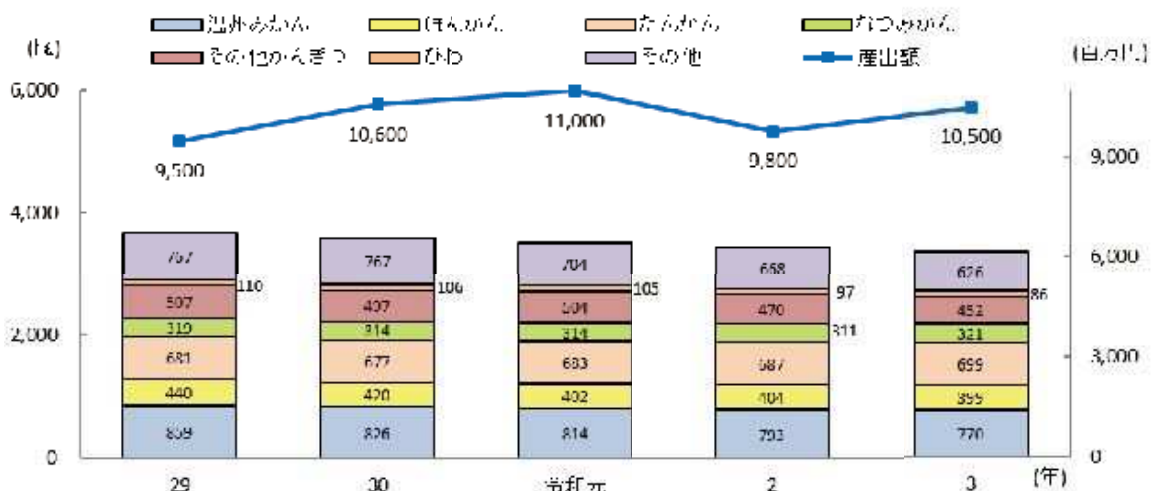 温州みかん ぽんかん たんかん なつみかん
その他かんきつ びわ その他 産出額
(ha) (百万円)
6,000
11,000
10,600 10,500
9,500 9,800 9,000
4,000
767 767 704 668 626 6,000
110 106 105 97 86
507 497 504 470 452
319 314 314 311 321
2,000
681 677 683 687 699 3,000
440 420 402 404 399
859 826 814 793 770
0 0
29 30 令和元 2 3 (年)